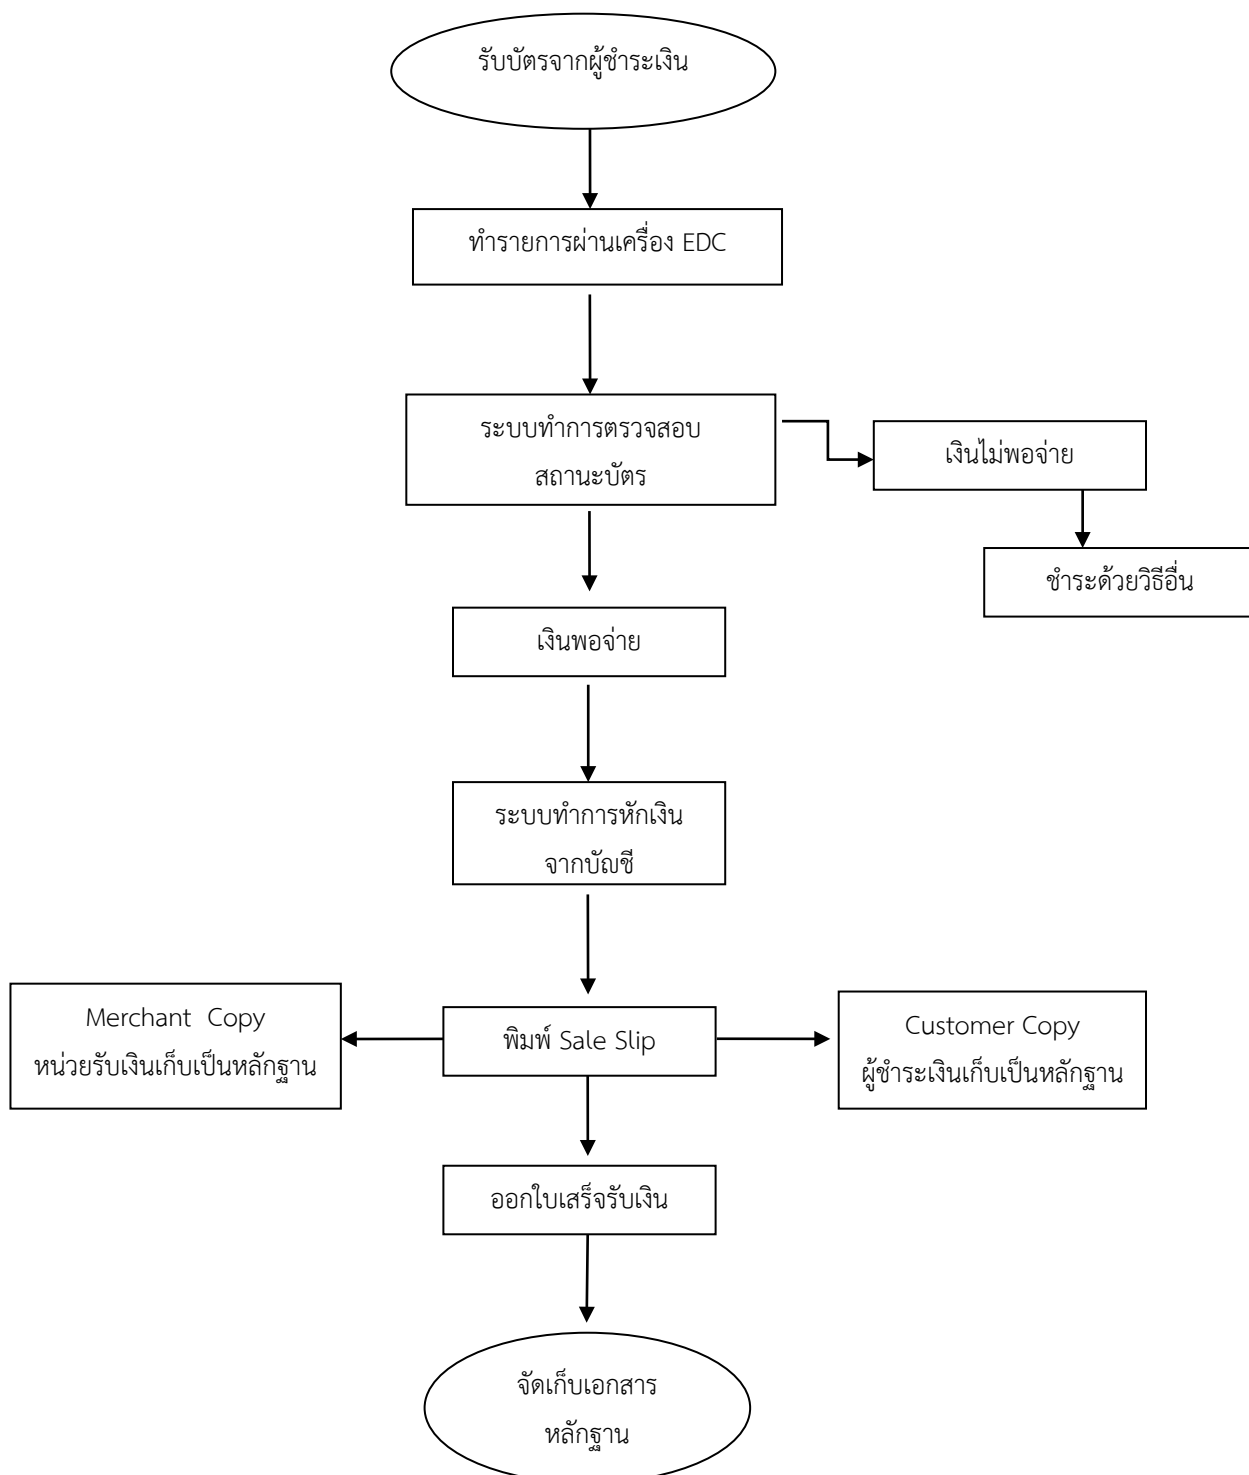 รับบัตรจากผู้ชำระเงิน
ทำรายการผ่านเครื่อง EDC
ระบบทำการตรวจสอบ
สถานะบัตร
เงินไม่พอจ่าย
ชำระด้วยวิธีอื่น
เงินพอจ่าย
ระบบทำการหักเงิน
จากบัญชี
Merchant  Copy
หน่วยรับเงินเก็บเป็นหลักฐาน
พิมพ์ Sale Slip
Customer Copy
ผู้ชำระเงินเก็บเป็นหลักฐาน
ออกใบเสร็จรับเงิน
จัดเก็บเอกสาร
หลักฐาน